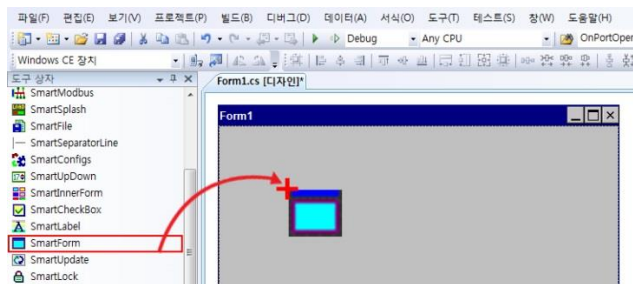 파일(F) 편집(E) 보기(V) 프로젝트(P) 빌드(B) 디버그(D) 데이터(A) 서식(O) 도구(T) 테스트(S) 창(W) 도움말(H)
Debug Any CPU OnPortOpen
Windows CE 장치
도구 상자
Form1.cs [디자인]*
SmartModbus
SmartSplash
SmartFile
SmartSeparatorLine
SmartConfigs
SmartUpDown
SmartInnerForm
SmartCheckBox
SmartLabel
SmartForm
SmartUpdate
SmartLock
Form1